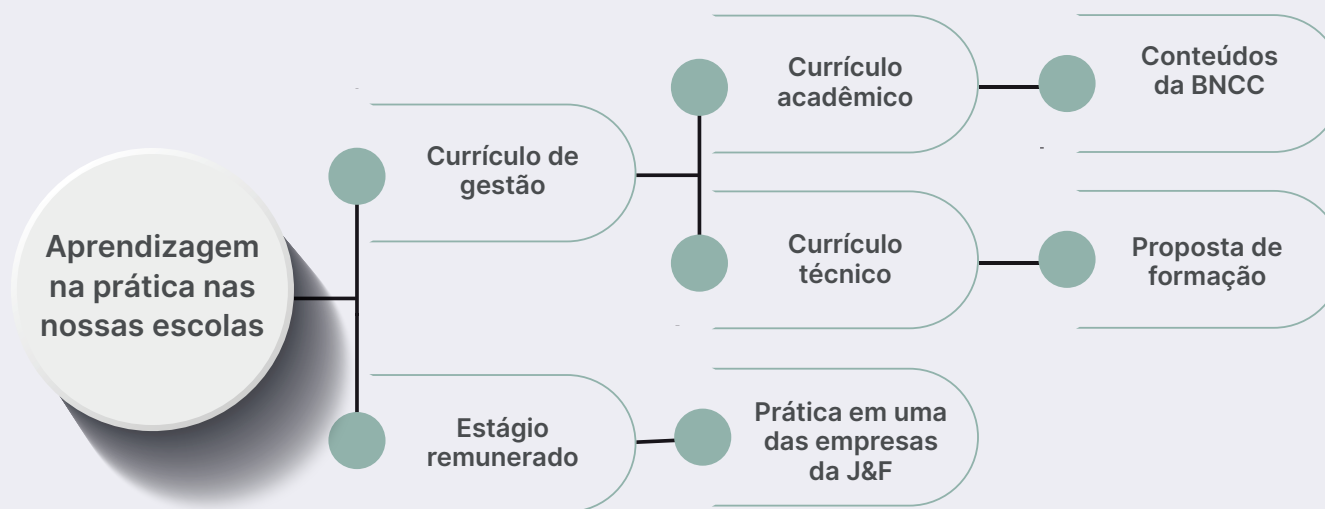 Aprendizagem
na prática nas
nossas escolas
Currículo de
gestão
Currículo
acadêmico
Conteúdos
da BNCC
Currículo
técnico
Proposta de
formação
Estágio
remunerado
Prática em uma
das empresas
da J&F